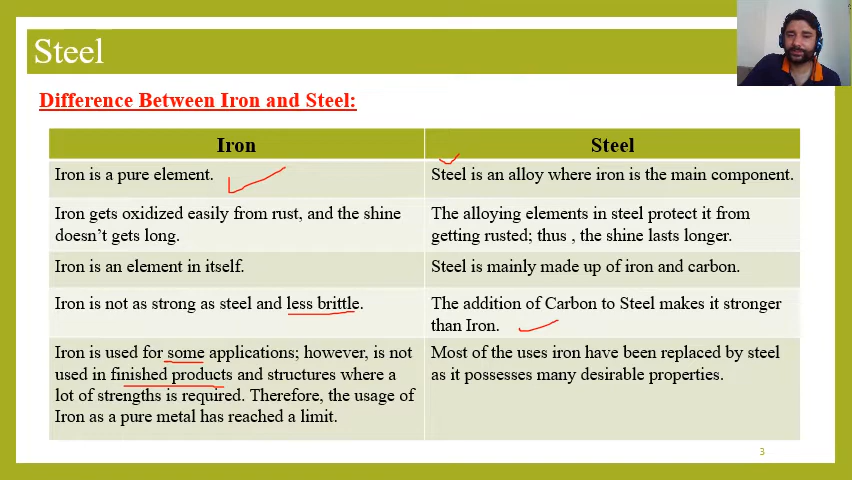 Steel
Difference Between Iron and Steel:
Iron
Steel
Iron is a pure element.
Steel is an alloy where iron is the main component.
Iron gets oxidized easily from rust, and the shine
doesn't gets long.
The alloying elements in steel protect it from
getting rusted; thus , the shine lasts longer.
Iron is an element in itself.
Steel is mainly made up of iron and carbon.
Iron is not as strong as steel and less brittle.
The addition of Carbon to Steel makes it stronger
than Iron.
Iron is used for some applications; however, is not
used in finished products and structures where a
lot of strengths is required. Therefore, the usage of
Iron as a pure metal has reached a limit.
Most of the uses iron have been replaced by steel
as it possesses many desirable properties.
3